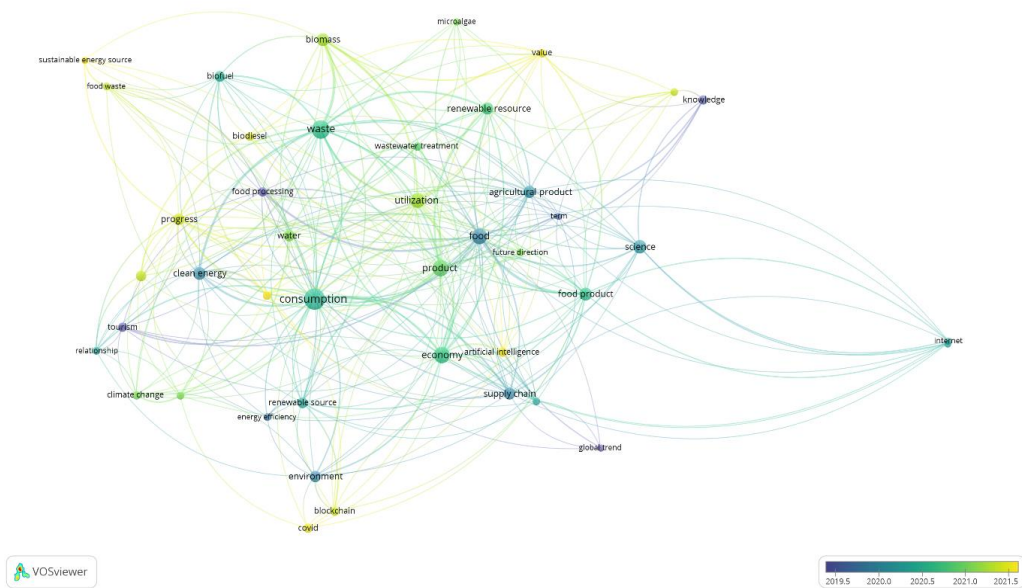 microalgae
biomass
value
sustainable energy source
biofuel
food waste
knowledge
renewable resource
waste
biodiesel
wastewater treatment
food processing
agricultural product
utilization
term
progress
water
food
science
future direction
product
clean energy
food product
consumption
tourism
internet
relationship
economy
artificial intelligence
climate change
supply chain
renewable source
energy efficiency
global trend
environment
blockchain
covid
VOSviewer
2019.5 2020.0 2020.5 2021.0 2021.5